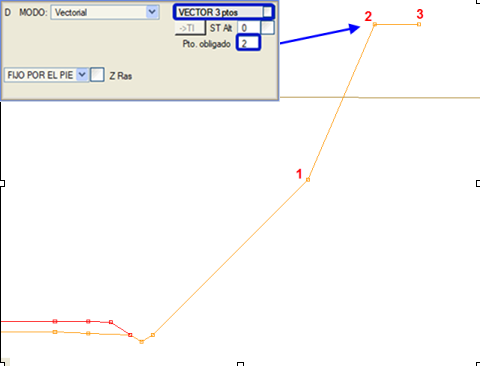 D MODO: Vectorial VECTOR 3 ptos
->TI ST Alt 0
Pto. obligado 2
FIJO POR EL PIE Z Ras
2 3
1